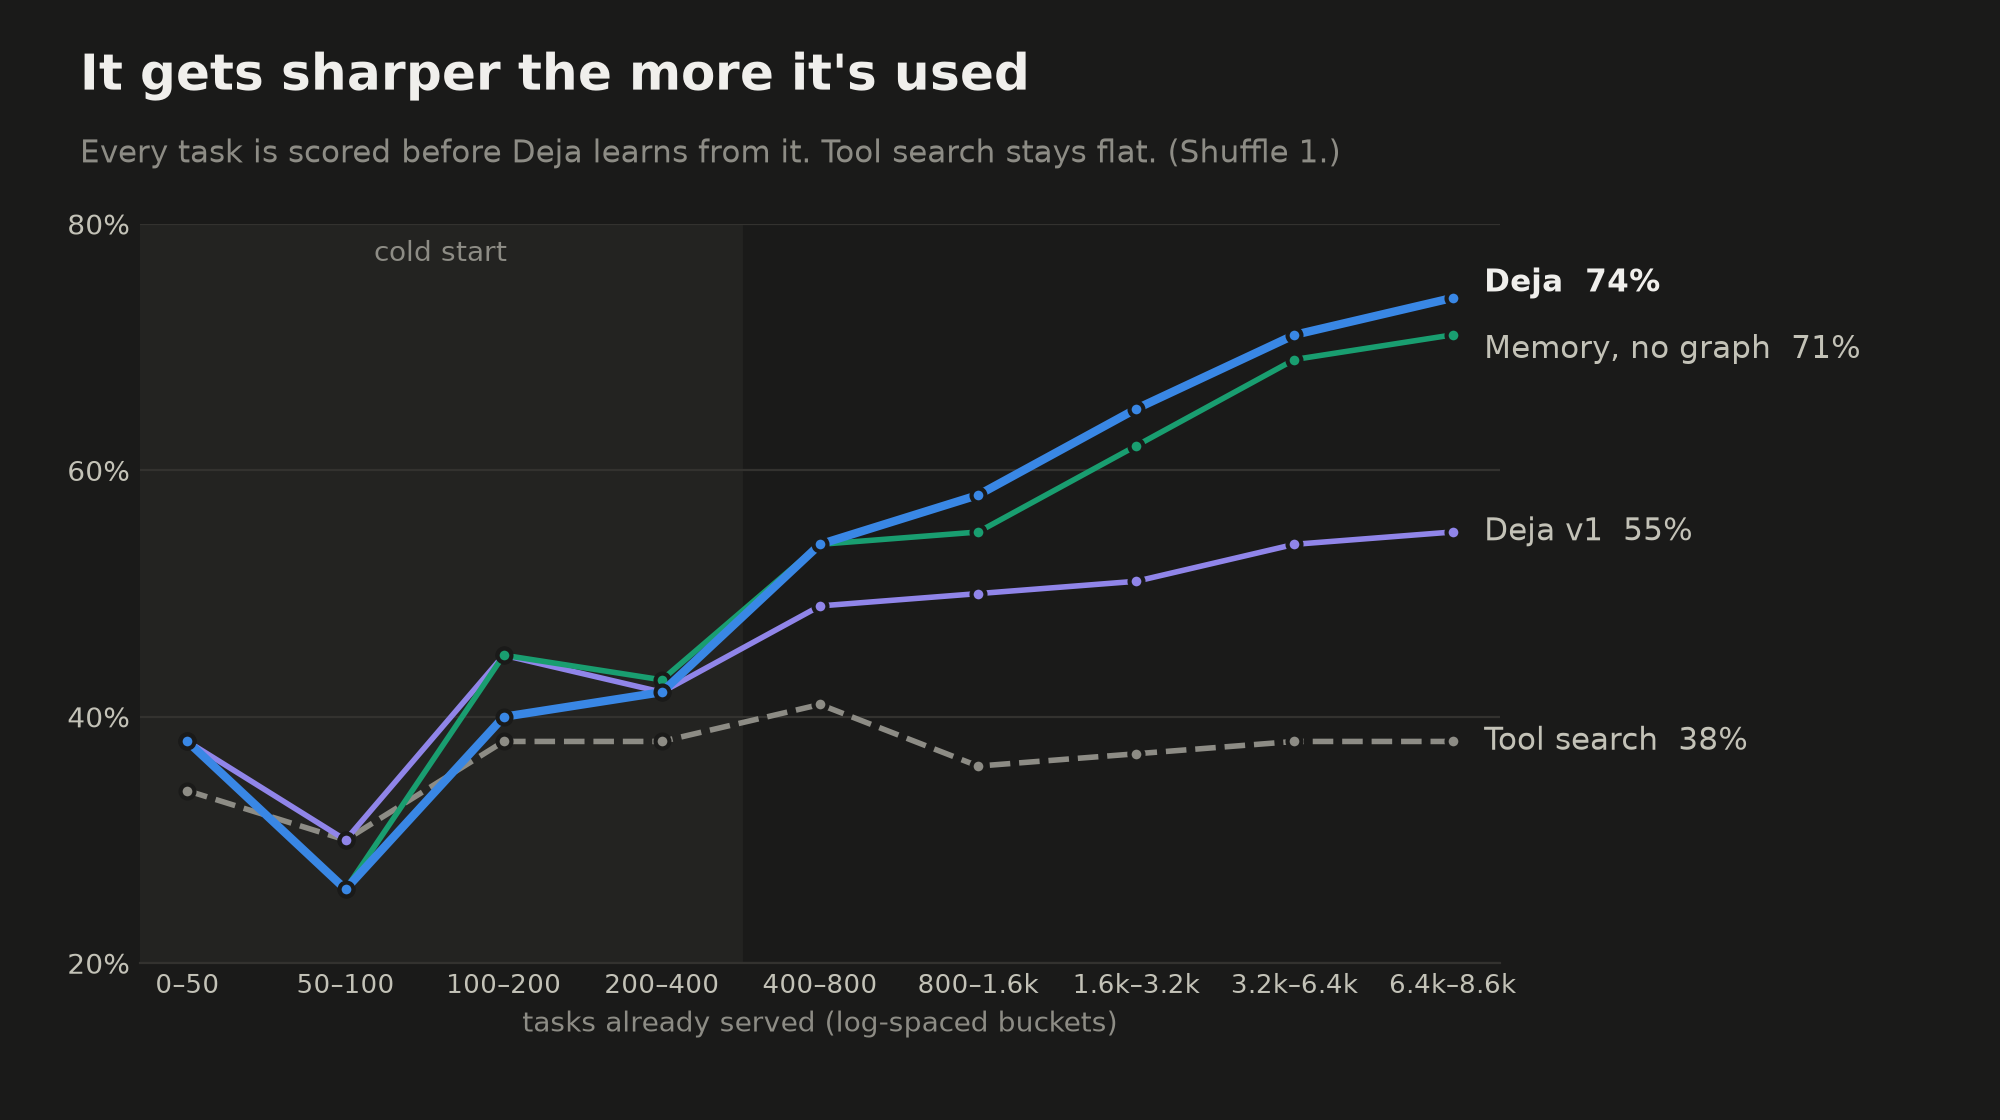 It gets sharper the more it's used
Every task is scored before Deja learns from it. Tool search stays flat. (Shuffle 1.)
80%
cold start
Deja 74%
Memory, no graph 71%
60%
Deja v1 55%
40%
Tool search 38%
20%
0–50 50–100 100–200 200–400 400–800 800–1.6k 1.6k–3.2k 3.2k–6.4k 6.4k–8.6k
tasks already served (log-spaced buckets)